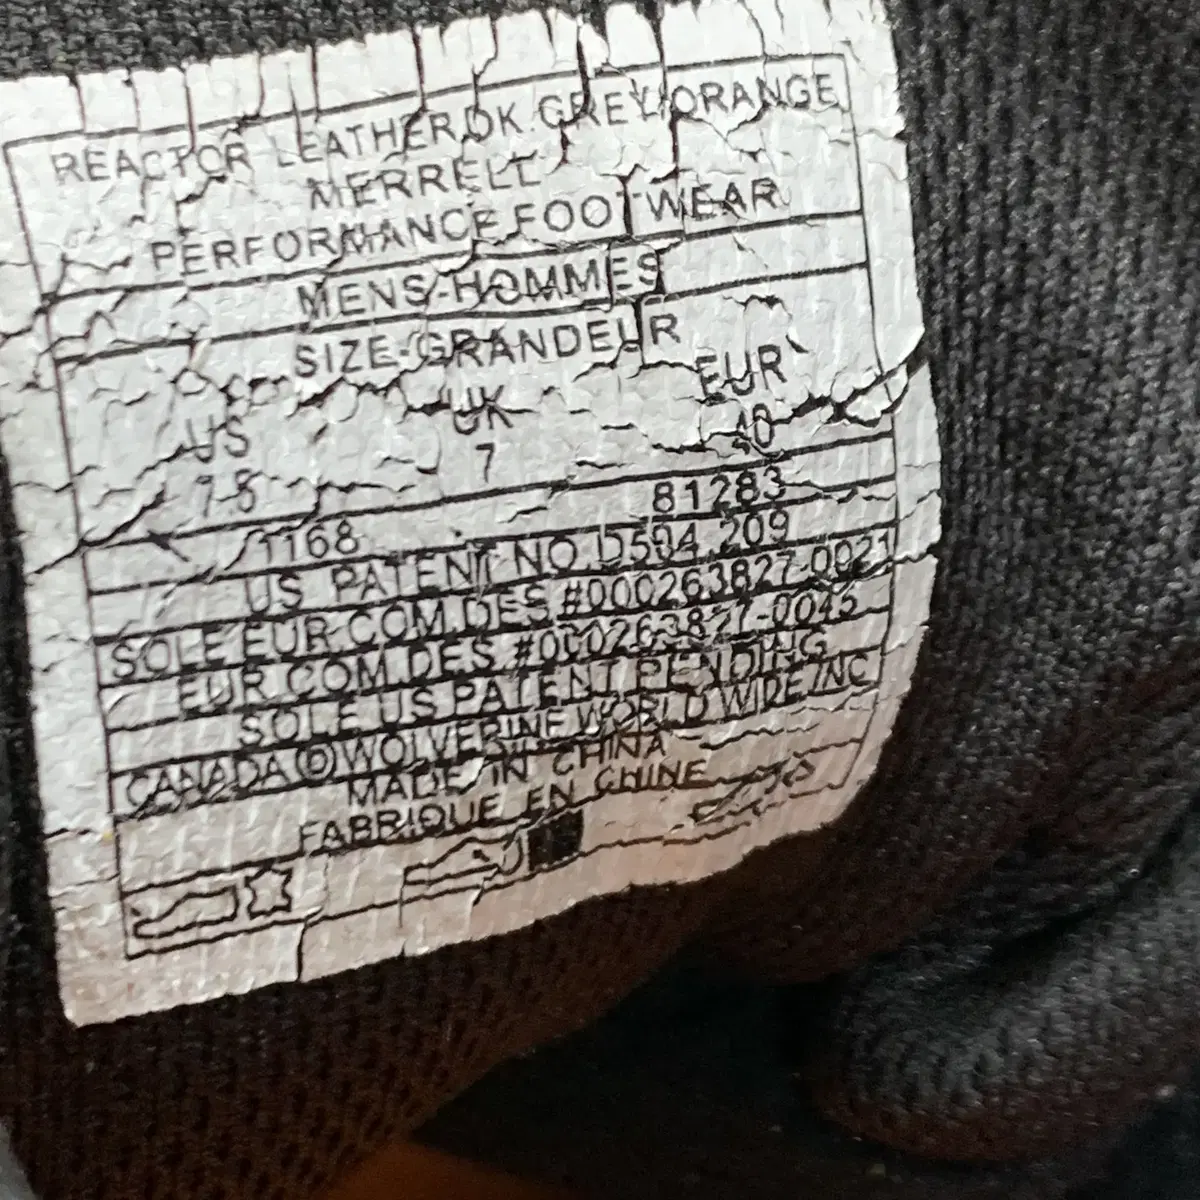 REACTOR LEATHER DK GREY/ORANGE
MERRELL
PERFORMANCE FOOTWEAR
MENS-HOMMES
SIZE-GRANDEUR
US UK EUR
7 40
1168 81283
US PATENT NO D504,209
SOLE EUR.COM.DES #000263827-0021
EUR.COM.DES #000263827-0045
SOLE US PATENT PENDING
CANADA © WOLVERINE WORLD WIDE INC
MADE IN CHINA
FABRIQUE EN CHINE